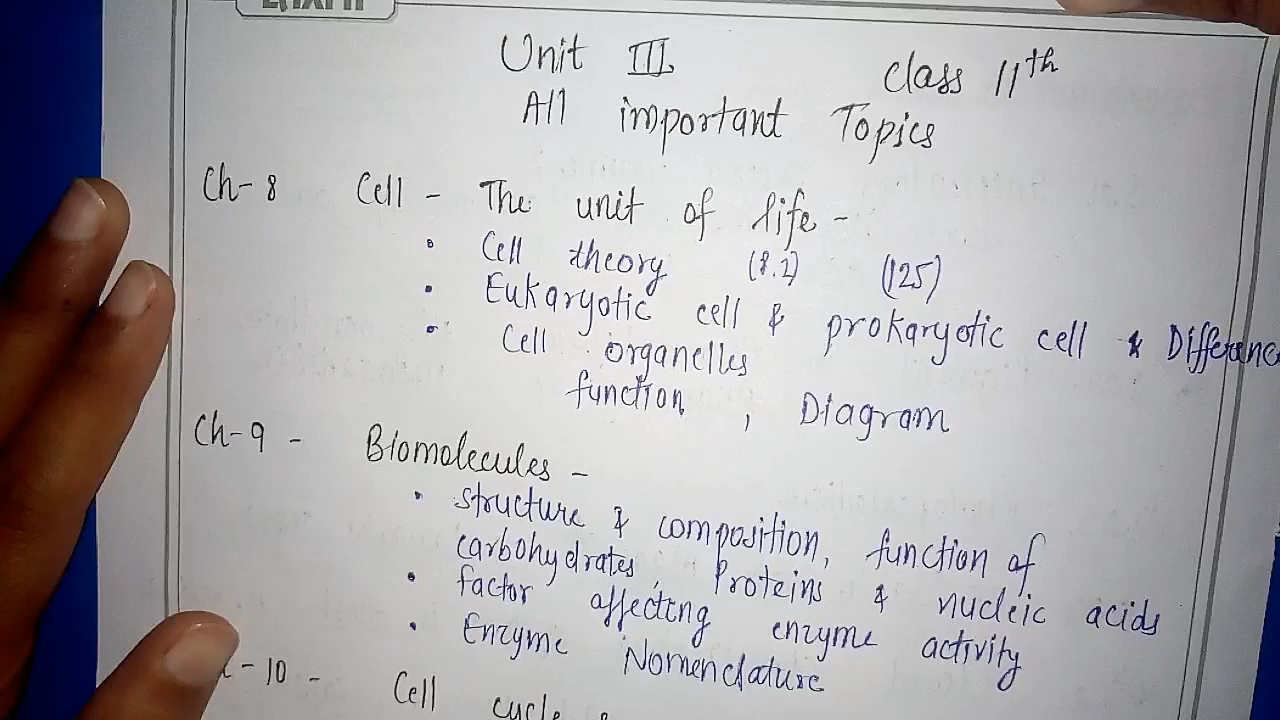 Unit III Class 11th
All important Topics
Ch-8 Cell - The unit of life -
• Cell theory (8.2) (125)
• Eukaryotic cell & prokaryotic cell & Differenc
• Cell organelles
function, Diagram
Ch-9 - Biomolecules -
• structure & composition, function of
carbohydrates, Proteins & nucleic acids
• factor affecting enzyme activity
• Enzyme Nomenclature
-10 - Cell cycle